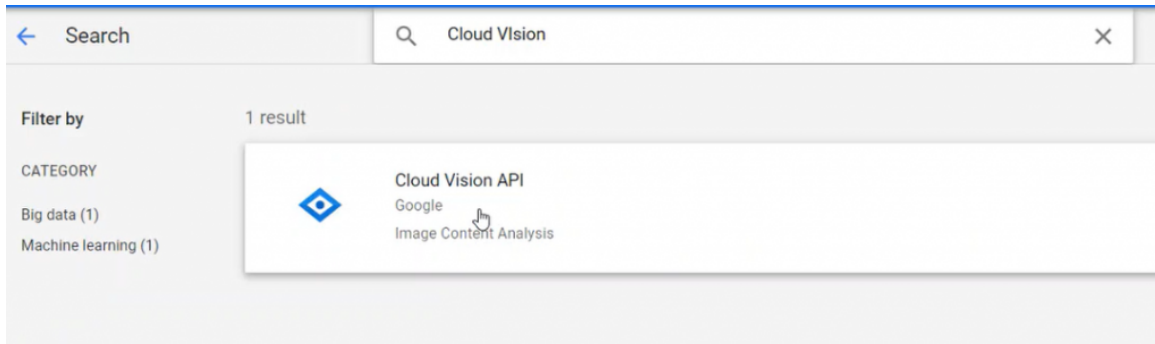 Search
Cloud VIsion
Filter by
1 result
CATEGORY
Big data (1)
Machine learning (1)
Cloud Vision API
Google
Image Content Analysis